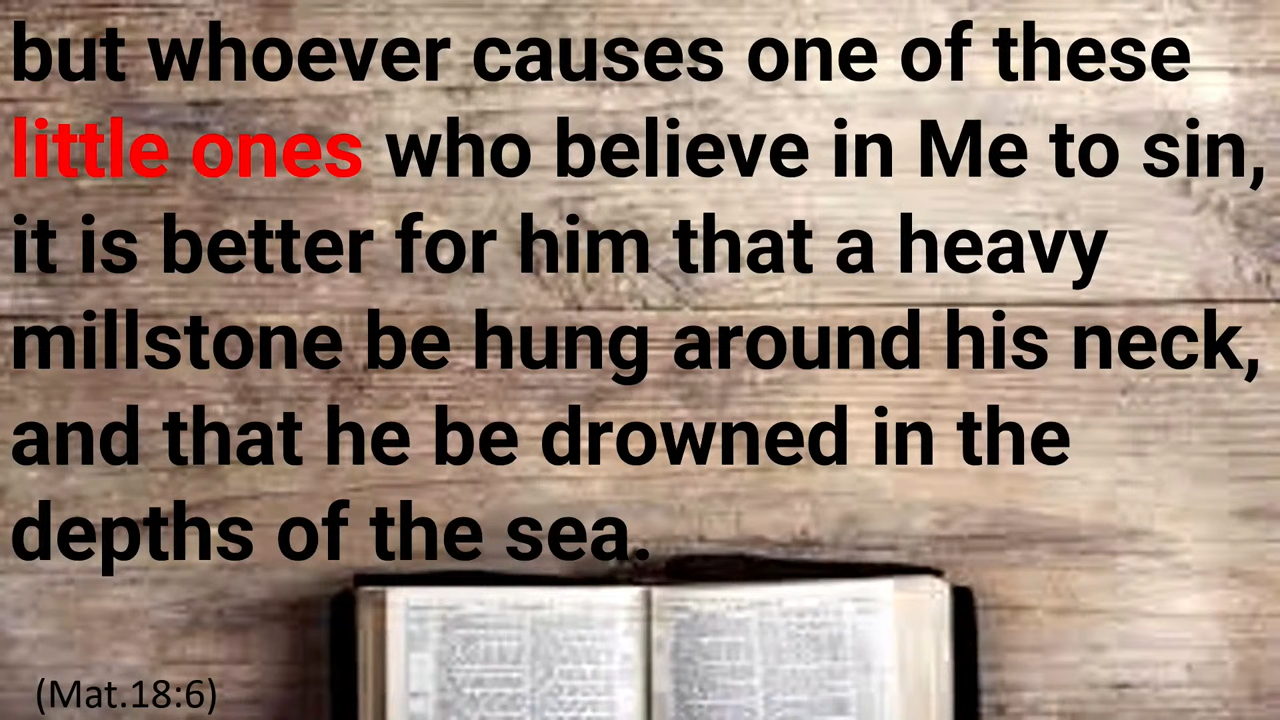 but whoever causes one of these
little ones who believe in Me to sin,
it is better for him that a heavy
millstone be hung around his neck,
and that he be drowned in the
depths of the sea.
(Mat.18:6)